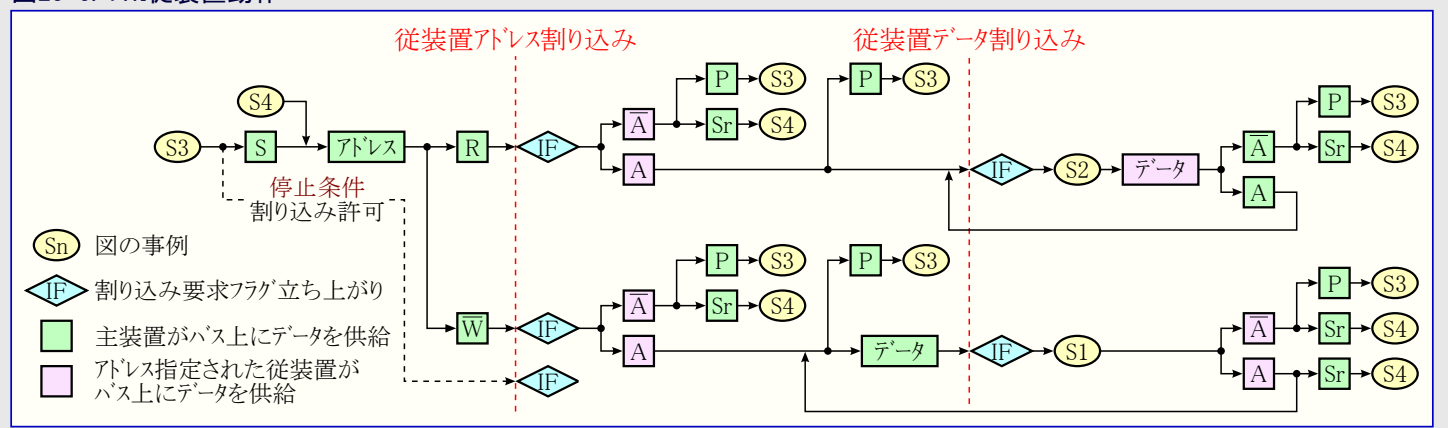 従装置アドレス割り込み
従装置データ割り込み
P S3
P S3
P S3
S4
A Sr S4
A Sr S4
S3 S アドレス R IF
A
IF S2 データ
A
停止条件
割り込み許可
Sn 図の事例
P S3
P S3
IF 割り込み要求フラグ立ち上がり
A Sr S4
P S3
主装置がバス上にデータを供給
W IF
A Sr S4
A
データ IF S1
アドレス指定された従装置が
バス上にデータを供給
IF
A Sr S4